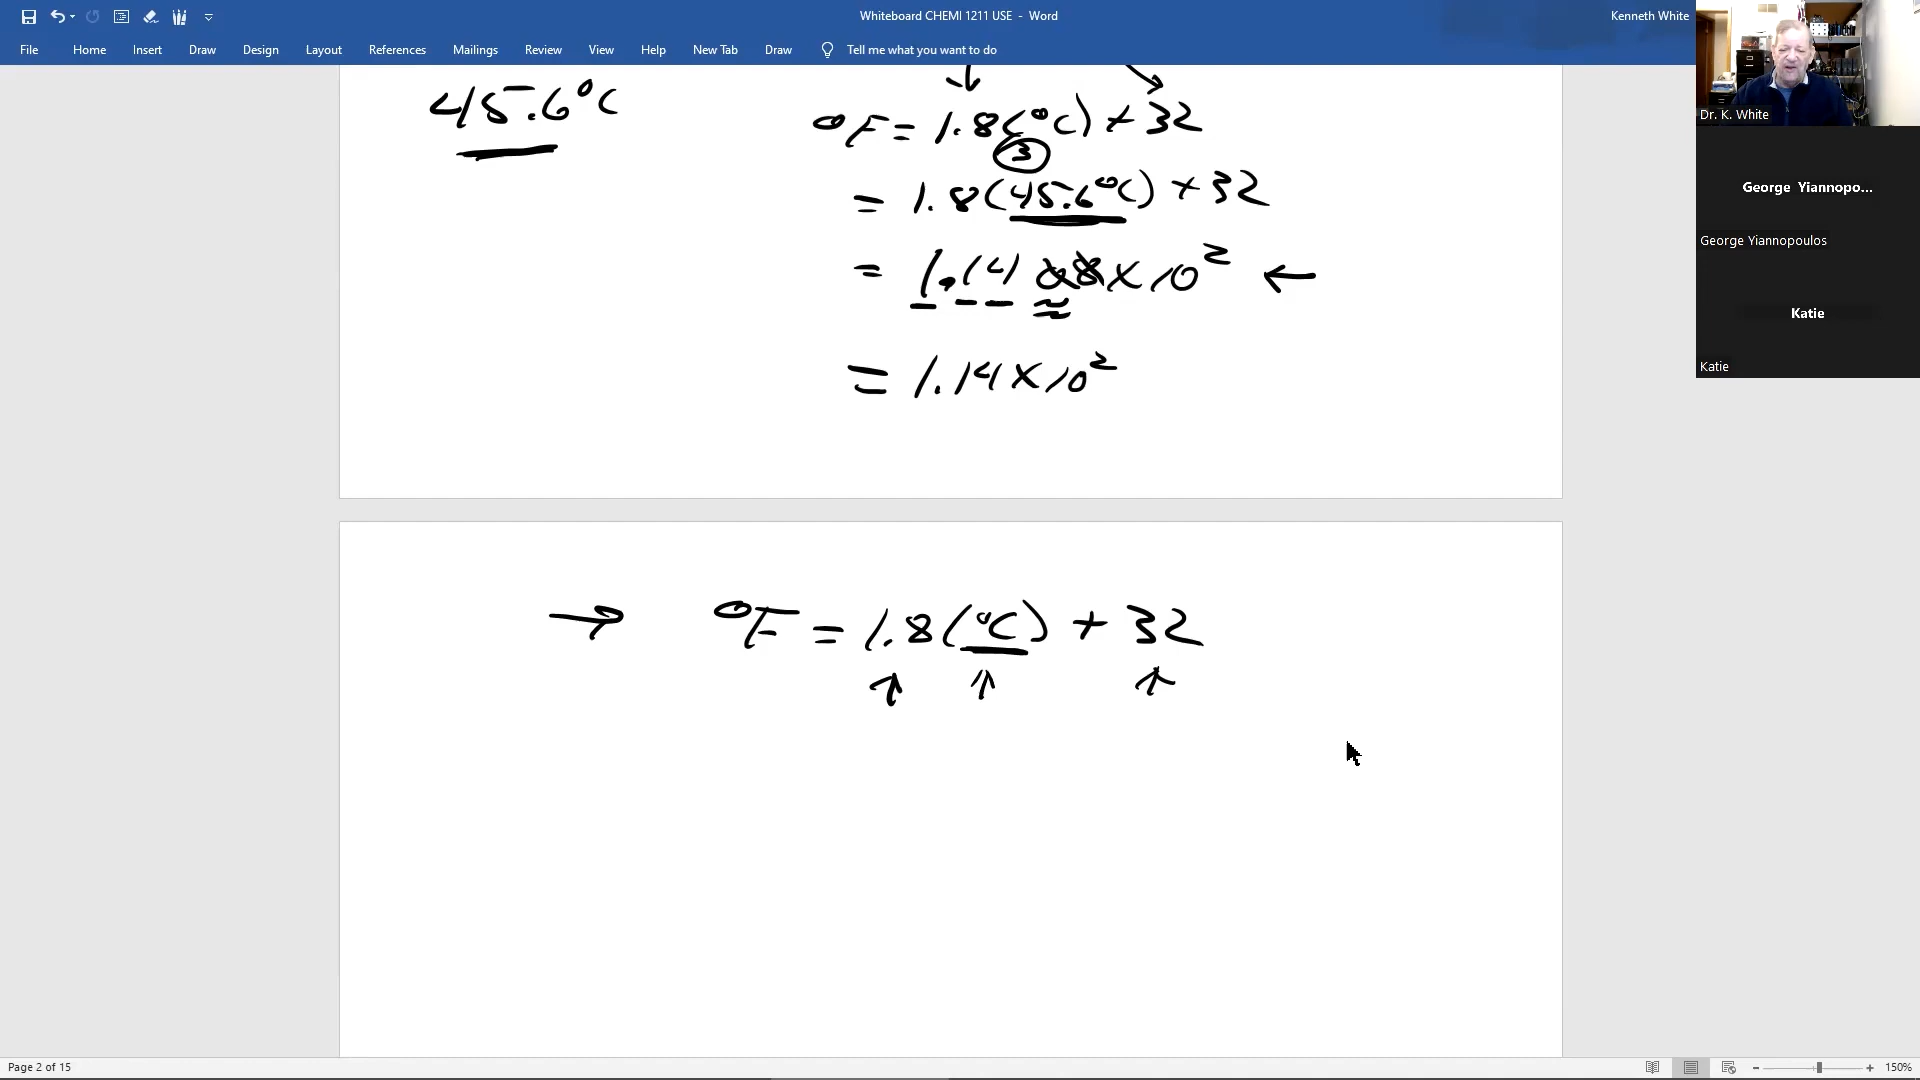 Whiteboard CHEMI 1211 USE - Word
Kenneth White
File Home Insert Draw Design Layout References Mailings Review View Help New Tab Draw Tell me what you want to do
45.6°C
°F = 1.8(°C) + 32
3
= 1.8(45.6°C) + 32
= 1.14 08 x 10² ←
= 1.14 x 10²
→ °F = 1.8(°C) + 32
↑ ↑ ↑
Dr. K. White
George Yiannopo...
George Yiannopoulos
Katie
Katie
Page 2 of 15
150%